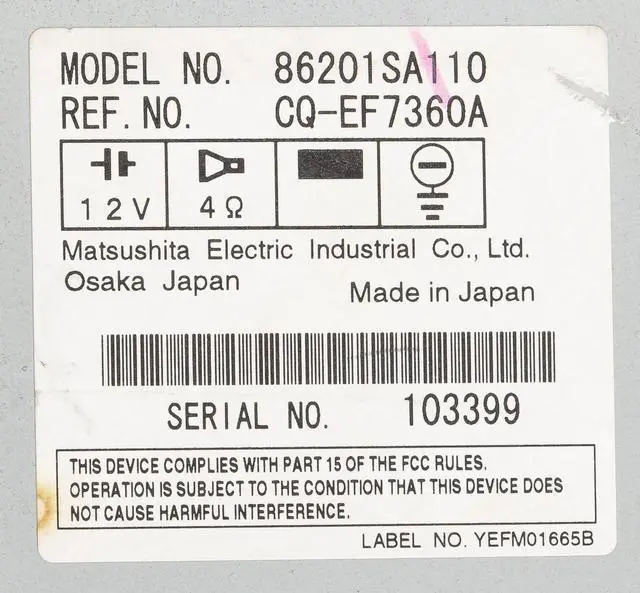 MODEL NO. 86201SA110
REF. NO. CQ-EF7360A
12V 4Ω
Matsushita Electric Industrial Co., Ltd.
Osaka Japan
Made in Japan
SERIAL NO. 103399
THIS DEVICE COMPLIES WITH PART 15 OF THE FCC RULES.
OPERATION IS SUBJECT TO THE CONDITION THAT THIS DEVICE DOES
NOT CAUSE HARMFUL INTERFERENCE.
LABEL NO. YEFM01665B